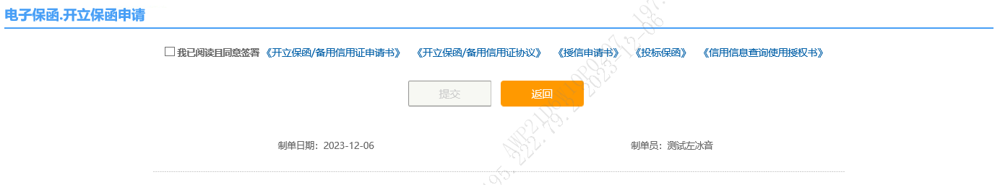 电子保函.开立保函申请
我已阅读且同意签署 《开立保函/备用信用证申请书》 《开立保函/备用信用证协议》 《授信申请书》 《投标保函》 《信用信息查询使用授权书》
提交 返回
制单日期：2023-12-06 制单员：测试左冰音
2023-12-06